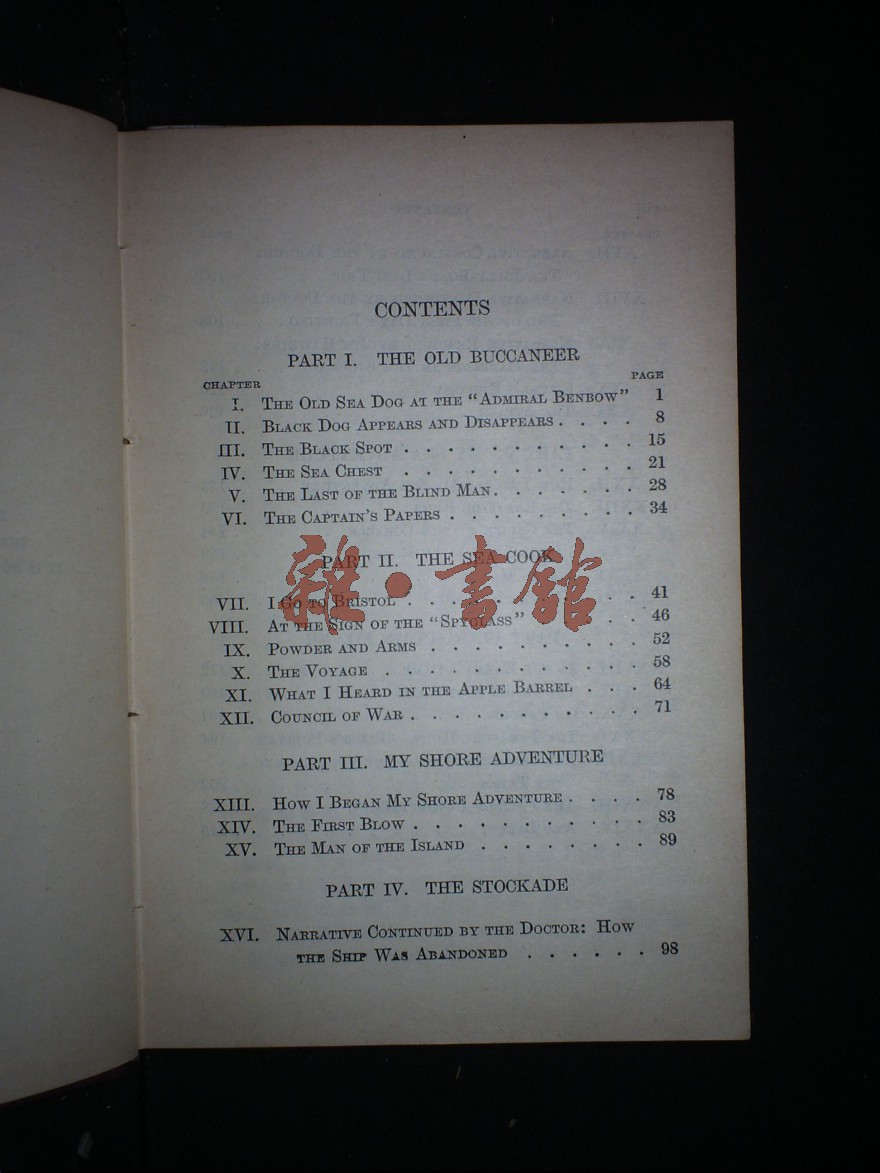 CONTENTS
PART I. THE OLD BUCCANEER
CHAPTER PAGE
I. THE OLD SEA DOG AT THE “ADMIRAL BENBOW” 1
II. BLACK DOG APPEARS AND DISAPPEARS . . . . 8
III. THE BLACK SPOT . . . . . . . . . . . 15
IV. THE SEA CHEST . . . . . . . . . . . 21
V. THE LAST OF THE BLIND MAN . . . . . . . 28
VI. THE CAPTAIN’S PAPERS . . . . . . . . . 34
PART II. THE SEA COOK
雜·書館
VII. I GO TO BRISTOL . . . . . . . . . . 41
VIII. AT THE SIGN OF THE “SPYGLASS” . . . . 46
IX. POWDER AND ARMS . . . . . . . . . . 52
X. THE VOYAGE . . . . . . . . . . . . 58
XI. WHAT I HEARD IN THE APPLE BARREL . . . 64
XII. COUNCIL OF WAR . . . . . . . . . . . 71
PART III. MY SHORE ADVENTURE
XIII. HOW I BEGAN MY SHORE ADVENTURE . . . . 78
XIV. THE FIRST BLOW . . . . . . . . . . . 83
XV. THE MAN OF THE ISLAND . . . . . . . . 89
PART IV. THE STOCKADE
XVI. NARRATIVE CONTINUED BY THE DOCTOR: HOW
THE SHIP WAS ABANDONED . . . . . . 98